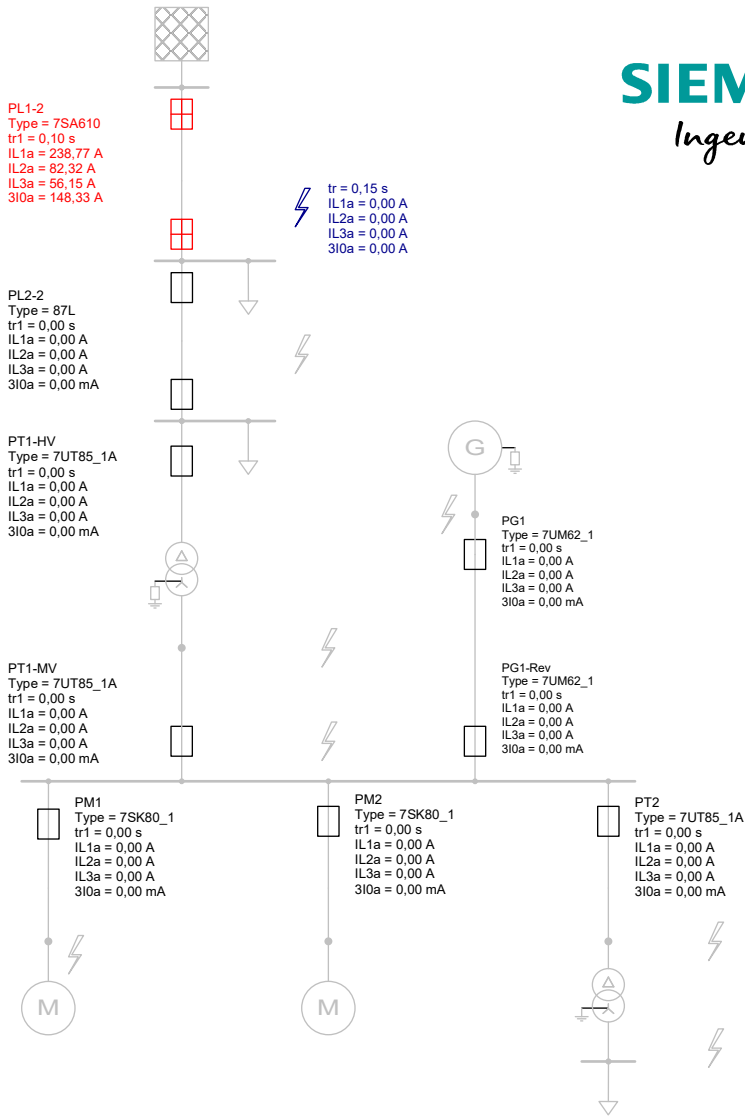 SIEM
Ingeu
PL1-2
Type = 7SA610
tr1 = 0,10 s
IL1a = 238,77 A
IL2a = 82,32 A
IL3a = 56,15 A
3I0a = 148,33 A
tr = 0,15 s
IL1a = 0,00 A
IL2a = 0,00 A
IL3a = 0,00 A
3I0a = 0,00 A
PL2-2
Type = 87L
tr1 = 0,00 s
IL1a = 0,00 A
IL2a = 0,00 A
IL3a = 0,00 A
3I0a = 0,00 mA
PT1-HV
Type = 7UT85_1A
tr1 = 0,00 s
IL1a = 0,00 A
IL2a = 0,00 A
IL3a = 0,00 A
3I0a = 0,00 mA
G
PG1
Type = 7UM62_1
tr1 = 0,00 s
IL1a = 0,00 A
IL2a = 0,00 A
IL3a = 0,00 A
3I0a = 0,00 mA
PT1-MV
Type = 7UT85_1A
tr1 = 0,00 s
IL1a = 0,00 A
IL2a = 0,00 A
IL3a = 0,00 A
3I0a = 0,00 mA
PG1-Rev
Type = 7UM62_1
tr1 = 0,00 s
IL1a = 0,00 A
IL2a = 0,00 A
IL3a = 0,00 A
3I0a = 0,00 mA
PM1
Type = 7SK80_1
tr1 = 0,00 s
IL1a = 0,00 A
IL2a = 0,00 A
IL3a = 0,00 A
3I0a = 0,00 mA
PM2
Type = 7SK80_1
tr1 = 0,00 s
IL1a = 0,00 A
IL2a = 0,00 A
IL3a = 0,00 A
3I0a = 0,00 mA
PT2
Type = 7UT85_1A
tr1 = 0,00 s
IL1a = 0,00 A
IL2a = 0,00 A
IL3a = 0,00 A
3I0a = 0,00 mA
M
M